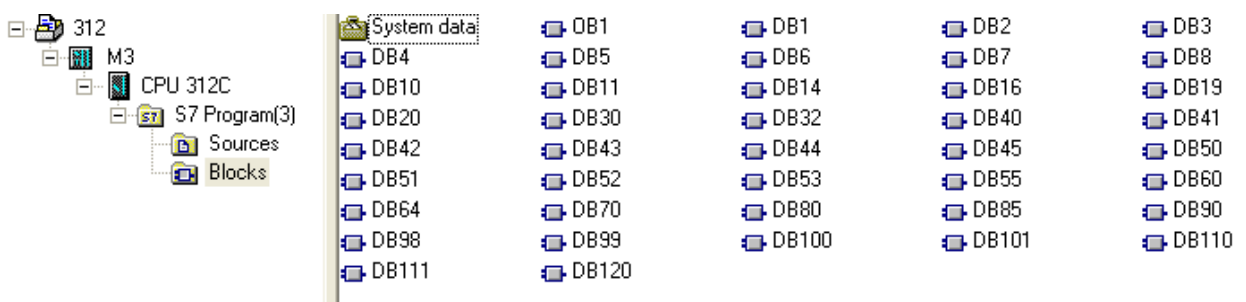 312
M3
CPU 312C
S7 Program(3)
Sources
Blocks
System data OB1 DB1 DB2 DB3
DB4 DB5 DB6 DB7 DB8
DB10 DB11 DB14 DB16 DB19
DB20 DB30 DB32 DB40 DB41
DB42 DB43 DB44 DB45 DB50
DB51 DB52 DB53 DB55 DB60
DB64 DB70 DB80 DB85 DB90
DB98 DB99 DB100 DB101 DB110
DB111 DB120